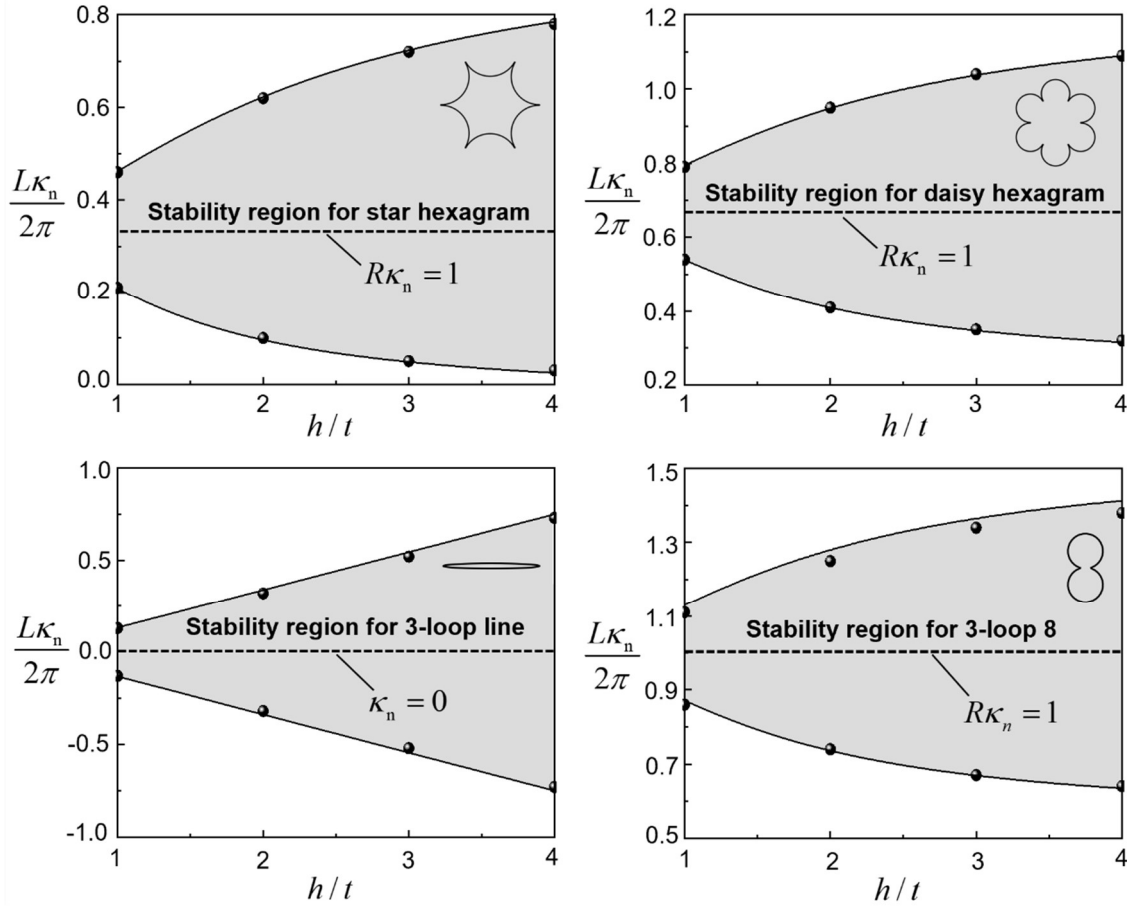 0.8
0.6
0.4
0.2
0.0
Lκn
2π
Stability region for star hexagram
Rκn = 1
1 2 3 4
h / t
1.2
1.0
0.8
0.6
0.4
0.2
Lκn
2π
Stability region for daisy hexagram
Rκn = 1
1 2 3 4
h / t
1.0
0.5
0.0
-0.5
-1.0
Lκn
2π
Stability region for 3-loop line
κn = 0
1 2 3 4
h / t
1.5
1.3
1.1
0.9
0.7
0.5
Lκn
2π
Stability region for 3-loop 8
Rκn = 1
1 2 3 4
h / t